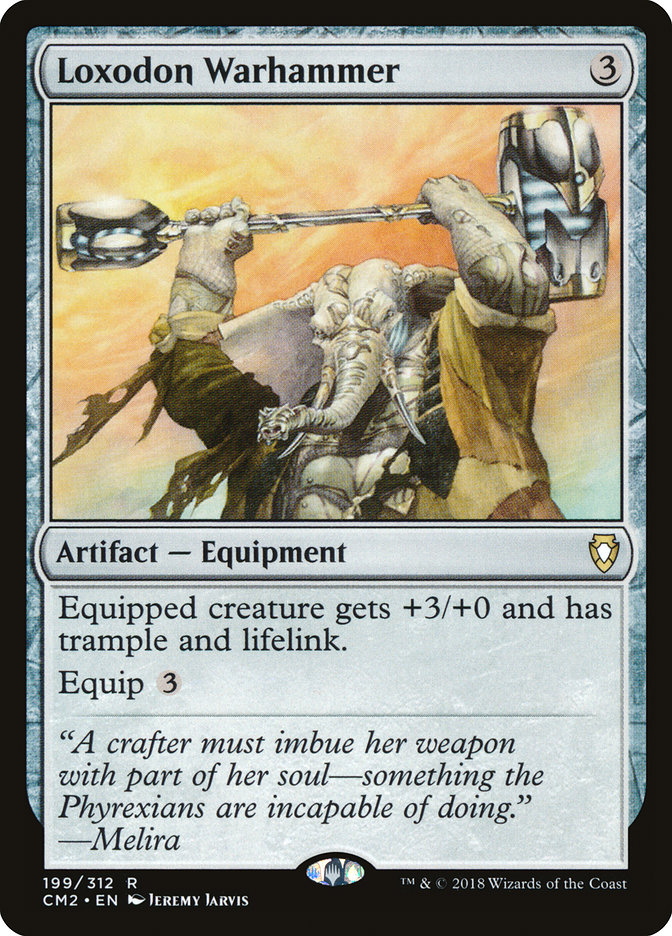 Loxodon Warhammer 3
Artifact — Equipment
Equipped creature gets +3/+0 and has
trample and lifelink.
Equip 3
“A crafter must imbue her weapon
with part of her soul—something the
Phyrexians are incapable of doing.”
—Melira
199/312 R
™ & © 2018 Wizards of the Coast
CM2 • EN Jeremy Jarvis